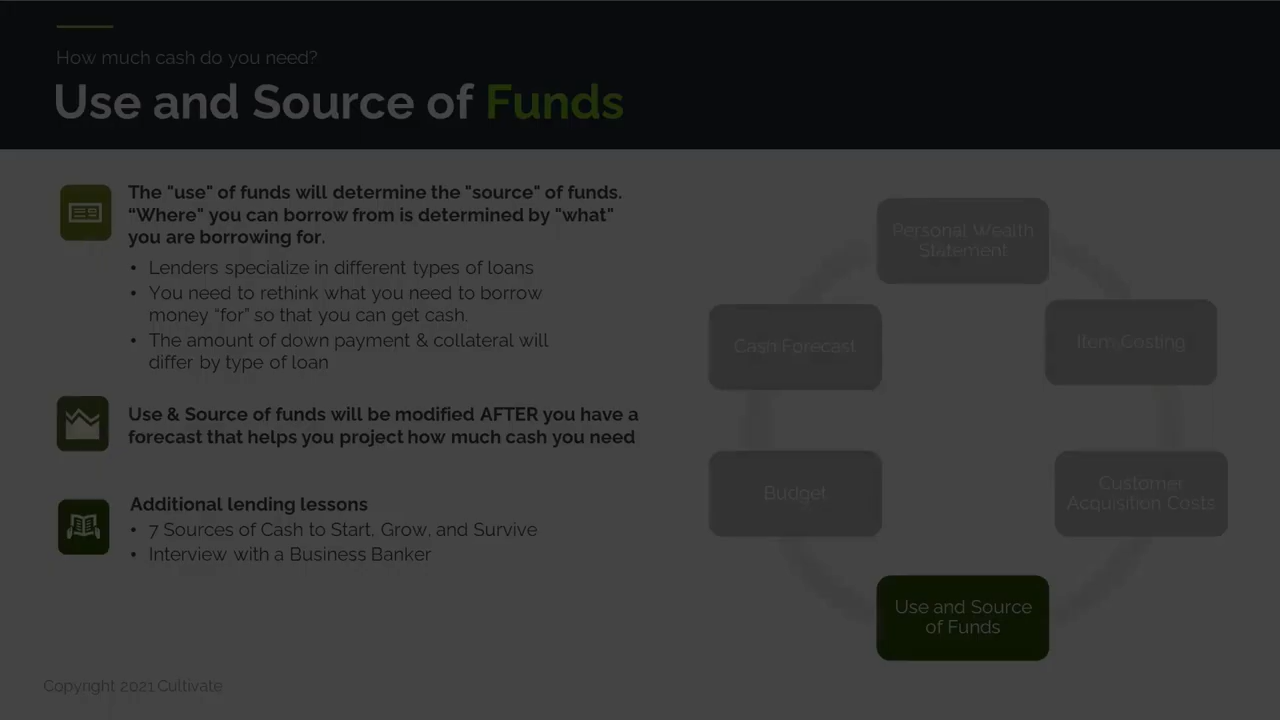 How much cash do you need?
Use and Source of Funds
The "use" of funds will determine the "source" of funds.
“Where" you can borrow from is determined by "what"
you are borrowing for.
• Lenders specialize in different types of loans
• You need to rethink what you need to borrow
money “for” so that you can get cash.
• The amount of down payment & collateral will
differ by type of loan
Use & Source of funds will be modified AFTER you have a
forecast that helps you project how much cash you need
Additional lending lessons
• 7 Sources of Cash to Start, Grow, and Survive
• Interview with a Business Banker
Personal Wealth
Statement
Item Costing
Customer
Acquisition Costs
Use and Source
of Funds
Budget
Cash Forecast
Copyright 2021 Cultivate